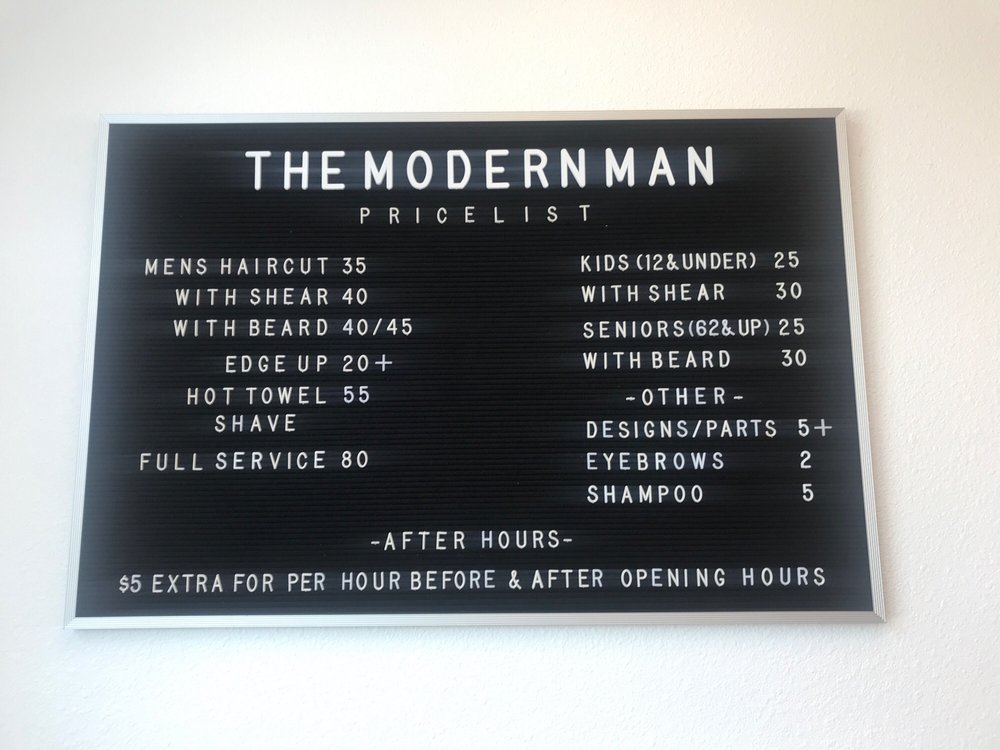 THE MODERN MAN
PRICELIST
MENS HAIRCUT 35
WITH SHEAR 40
WITH BEARD 40/45
EDGE UP 20+
HOT TOWEL 55
SHAVE
FULL SERVICE 80
KIDS (12&UNDER) 25
WITH SHEAR 30
SENIORS (62&UP) 25
WITH BEARD 30
-OTHER-
DESIGNS/PARTS 5+
EYEBROWS 2
SHAMPOO 5
-AFTER HOURS-
$5 EXTRA FOR PER HOUR BEFORE & AFTER OPENING HOURS